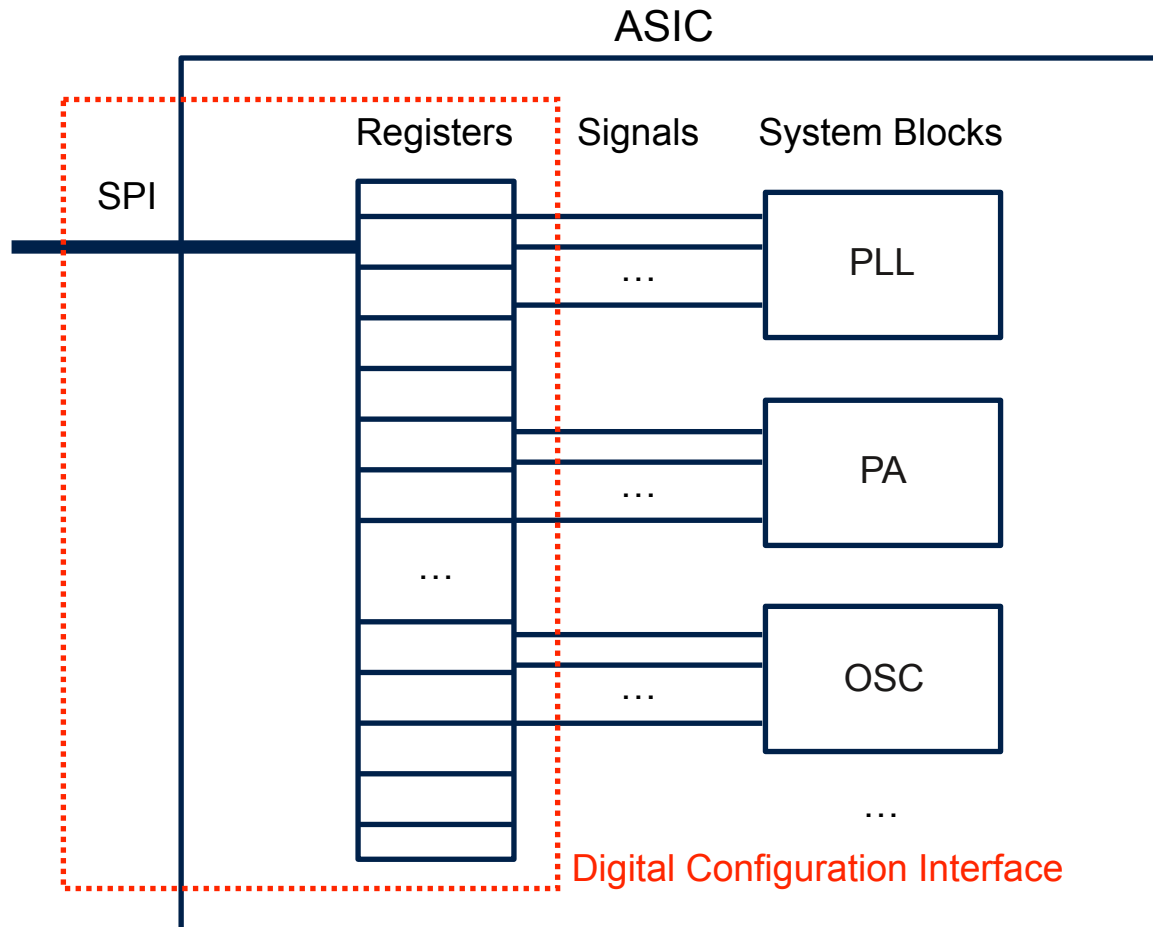 ASIC
Registers
Signals
System Blocks
SPI
PLL
...
PA
...
...
OSC
...
...
Digital Configuration Interface